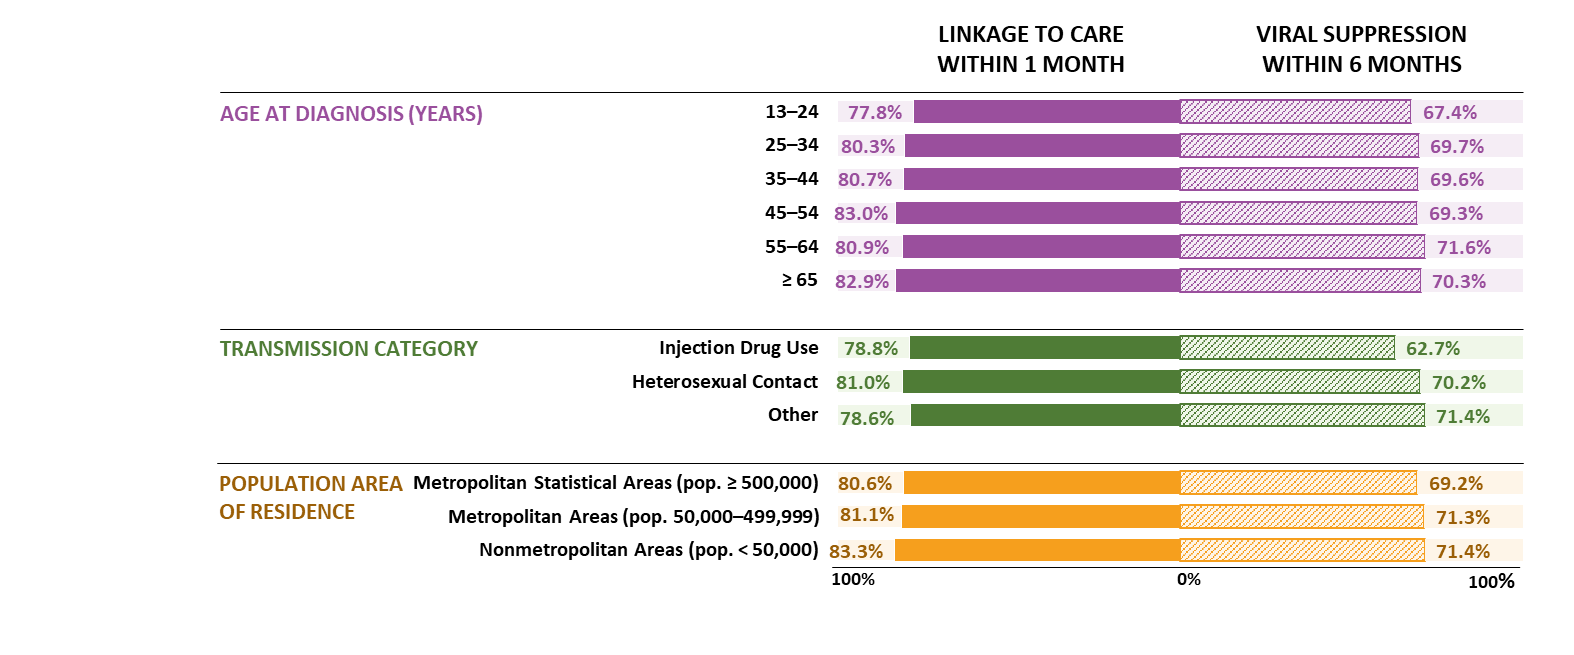 LINKAGE TO CARE
WITHIN 1 MONTH
VIRAL SUPPRESSION
WITHIN 6 MONTHS
AGE AT DIAGNOSIS (YEARS)
13–24 77.8% 67.4%
25–34 80.3% 69.7%
35–44 80.7% 69.6%
45–54 83.0% 69.3%
55–64 80.9% 71.6%
≥ 65 82.9% 70.3%
TRANSMISSION CATEGORY
Injection Drug Use 78.8% 62.7%
Heterosexual Contact 81.0% 70.2%
Other 78.6% 71.4%
POPULATION AREA
OF RESIDENCE
Metropolitan Statistical Areas (pop. ≥ 500,000) 80.6% 69.2%
Metropolitan Areas (pop. 50,000–499,999) 81.1% 71.3%
Nonmetropolitan Areas (pop. < 50,000) 83.3% 71.4%
100% 0% 100%